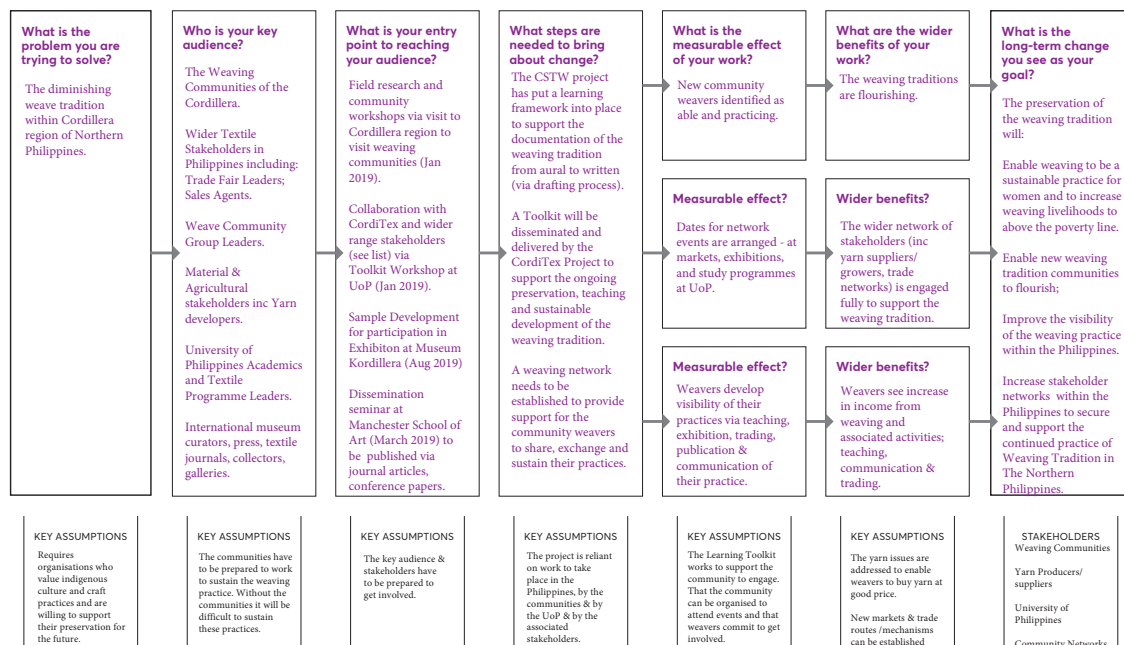 What is the
problem you are
trying to solve?
The diminishing
weave tradition
within Cordillera
region of Northern
Philippines.
Who is your key
audience?
The Weaving
Communities of the
Cordillera.
Wider Textile
Stakeholders in
Philippines including:
Trade Fair Leaders;
Sales Agents.
Weave Community
Group Leaders.
Material &
Agricultural
stakeholders inc Yarn
developers.
University of
Philippines Academics
and Textile
Programme Leaders.
International museum
curators, press, textile
journals, collectors,
galleries.
What is your entry
point to reaching
your audience?
Field research and
community
workshops via visit to
Cordillera region to
visit weaving
communities (Jan
2019).
Collaboration with
CordiTex and wider
range stakeholders
(see list) via
Toolkit Workshop at
UoP (Jan 2019).
Sample Development
for participation in
Exhibiton at Museum
Kordillera (Aug 2019)
Dissemination
seminar at
Manchester School of
Art (March 2019) to
be published via
journal articles,
conference papers.
What steps are
needed to bring
about change?
The CSTW project
has put a learning
framework into place
to support the
documentation of the
weaving tradition
from aural to written
(via drafting process).
A Toolkit will be
disseminated and
delivered by the
CordiTex Project to
support the ongoing
preservation, teaching
and sustainable
development of the
weaving tradition.
A weaving network
needs to be
established to provide
support for the
community weavers
to share, exchange and
sustain their practices.
What is the
measurable effect
of your work?
New community
weavers identified as
able and practicing.
Measurable effect?
Dates for network
events are arranged - at
markets, exhibitions,
and study programmes
at UoP.
Measurable effect?
Weavers develop
visibility of their
practices via teaching,
exhibition, trading,
publication &
communication of
their practice.
What are the wider
benefits of your
work?
The weaving traditions
are flourishing.
Wider benefits?
The wider network of
stakeholders (inc
yarn suppliers/
growers, trade
networks) is engaged
fully to support the
weaving tradition.
Wider benefits?
Weavers see increase
in income from
weaving and
associated activities;
teaching,
communication &
trading.
What is the
long-term change
you see as your
goal?
The preservation of
the weaving tradition
will:
Enable weaving to be a
sustainable practice for
women and to increase
weaving livelihoods to
above the poverty line.
Enable new weaving
tradition communities
to flourish;
Improve the visibility
of the weaving practice
within the Philippines.
Increase stakeholder
networks within the
Philippines to secure
and support the
continued practice of
Weaving Tradition in
The Northern
Philippines.
KEY ASSUMPTIONS
Requires
organisations who
value indigenous
culture and craft
practices and are
willing to support
their preservation for
the future.
KEY ASSUMPTIONS
The communities have
to be prepared to work
to sustain the weaving
practice. Without the
communities it will be
difficult to sustain
these practices.
KEY ASSUMPTIONS
The key audience &
stakeholders have
to be prepared to
get involved.
KEY ASSUMPTIONS
The project is reliant
on work to take
place in the
Philippines, by the
communities & by
the UoP & by the
associated
stakeholders.
KEY ASSUMPTIONS
The Learning Toolkit
works to support the
community to engage.
That the community
can be organised to
attend events and that
weavers commit to get
involved.
KEY ASSUMPTIONS
The yarn issues are
addressed to enable
weavers to buy yarn at
good price.
New markets & trade
routes /mechanisms
can be established
STAKEHOLDERS
Weaving Communities
Yarn Producers/
suppliers
University of
Philippines
Community Networks